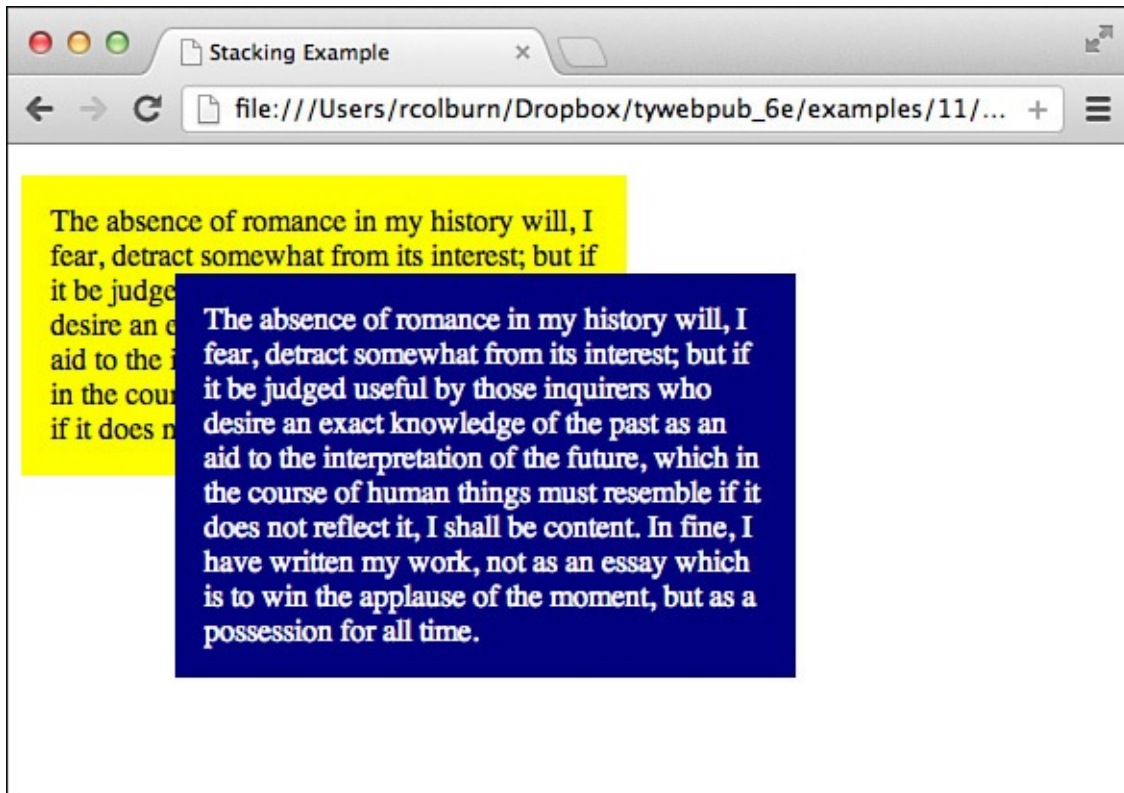 Stacking Example
file:///Users/rcolburn/Dropbox/tywebpub_6e/examples/11/...
The absence of romance in my history will, I
fear, detract somewhat from its interest; but if
it be judge
desire an e
aid to the i
in the cour
if it does n
The absence of romance in my history will, I
fear, detract somewhat from its interest; but if
it be judged useful by those inquirers who
desire an exact knowledge of the past as an
aid to the interpretation of the future, which in
the course of human things must resemble if it
does not reflect it, I shall be content. In fine, I
have written my work, not as an essay which
is to win the applause of the moment, but as a
possession for all time.